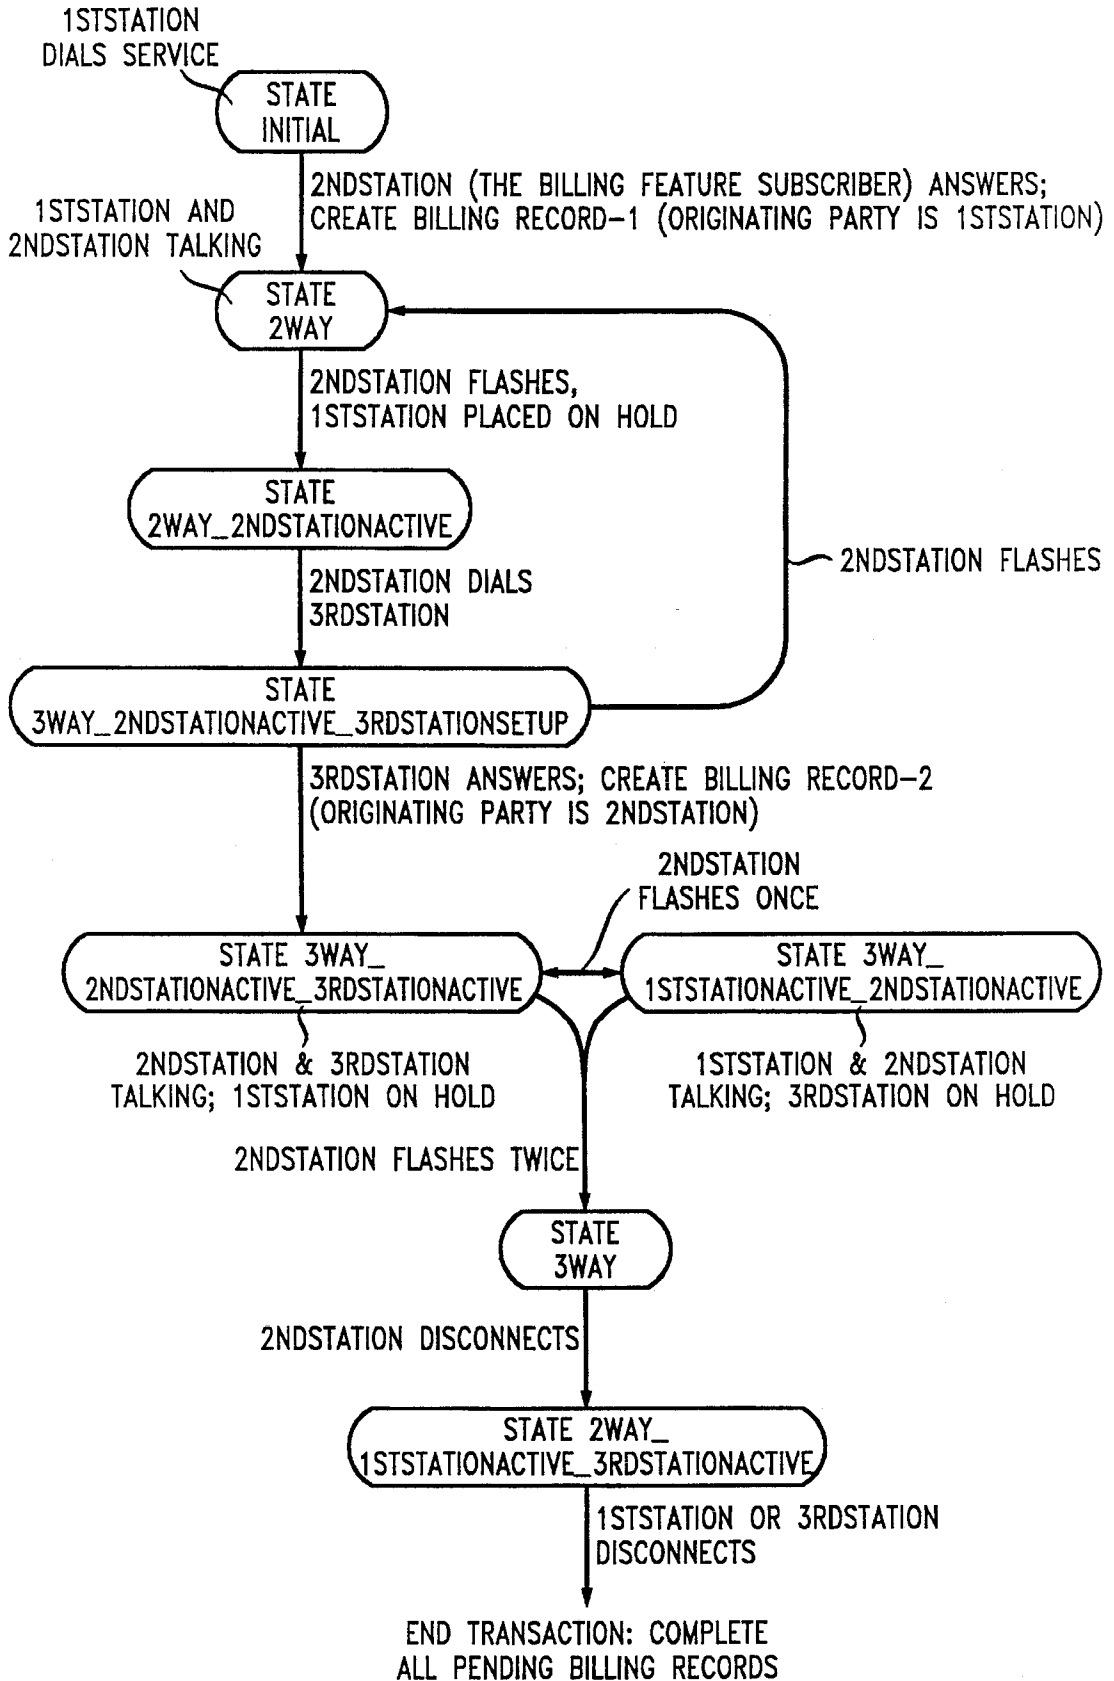 1STSTATION
DIALS SERVICE
STATE
INITIAL
2NDSTATION (THE BILLING FEATURE SUBSCRIBER) ANSWERS;
CREATE BILLING RECORD-1 (ORIGINATING PARTY IS 1STSTATION)
1STSTATION AND
2NDSTATION TALKING
STATE
2WAY
2NDSTATION FLASHES,
1STSTATION PLACED ON HOLD
STATE
2WAY_2NDSTATIONACTIVE
2NDSTATION FLASHES
2NDSTATION DIALS
3RDSTATION
STATE
3WAY_2NDSTATIONACTIVE_3RDSTATIONSETUP
3RDSTATION ANSWERS; CREATE BILLING RECORD-2
(ORIGINATING PARTY IS 2NDSTATION)
2NDSTATION
FLASHES ONCE
STATE 3WAY_
2NDSTATIONACTIVE_3RDSTATIONACTIVE
STATE 3WAY_
1STSTATIONACTIVE_2NDSTATIONACTIVE
2NDSTATION & 3RDSTATION
TALKING; 1STSTATION ON HOLD
1STSTATION & 2NDSTATION
TALKING; 3RDSTATION ON HOLD
2NDSTATION FLASHES TWICE
STATE
3WAY
2NDSTATION DISCONNECTS
STATE 2WAY_
1STSTATIONACTIVE_3RDSTATIONACTIVE
1STSTATION OR 3RDSTATION
DISCONNECTS
END TRANSACTION: COMPLETE
ALL PENDING BILLING RECORDS